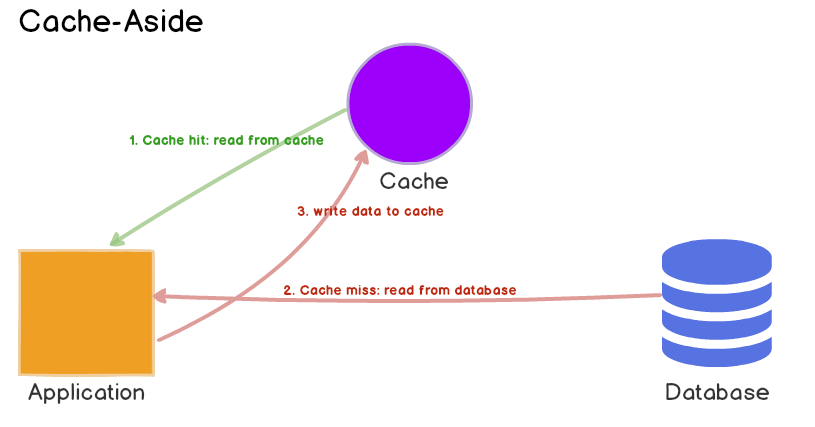 Cache-Aside
1. Cache hit: read from cache
Cache
3. write data to cache
2. Cache miss: read from database
Application
Database